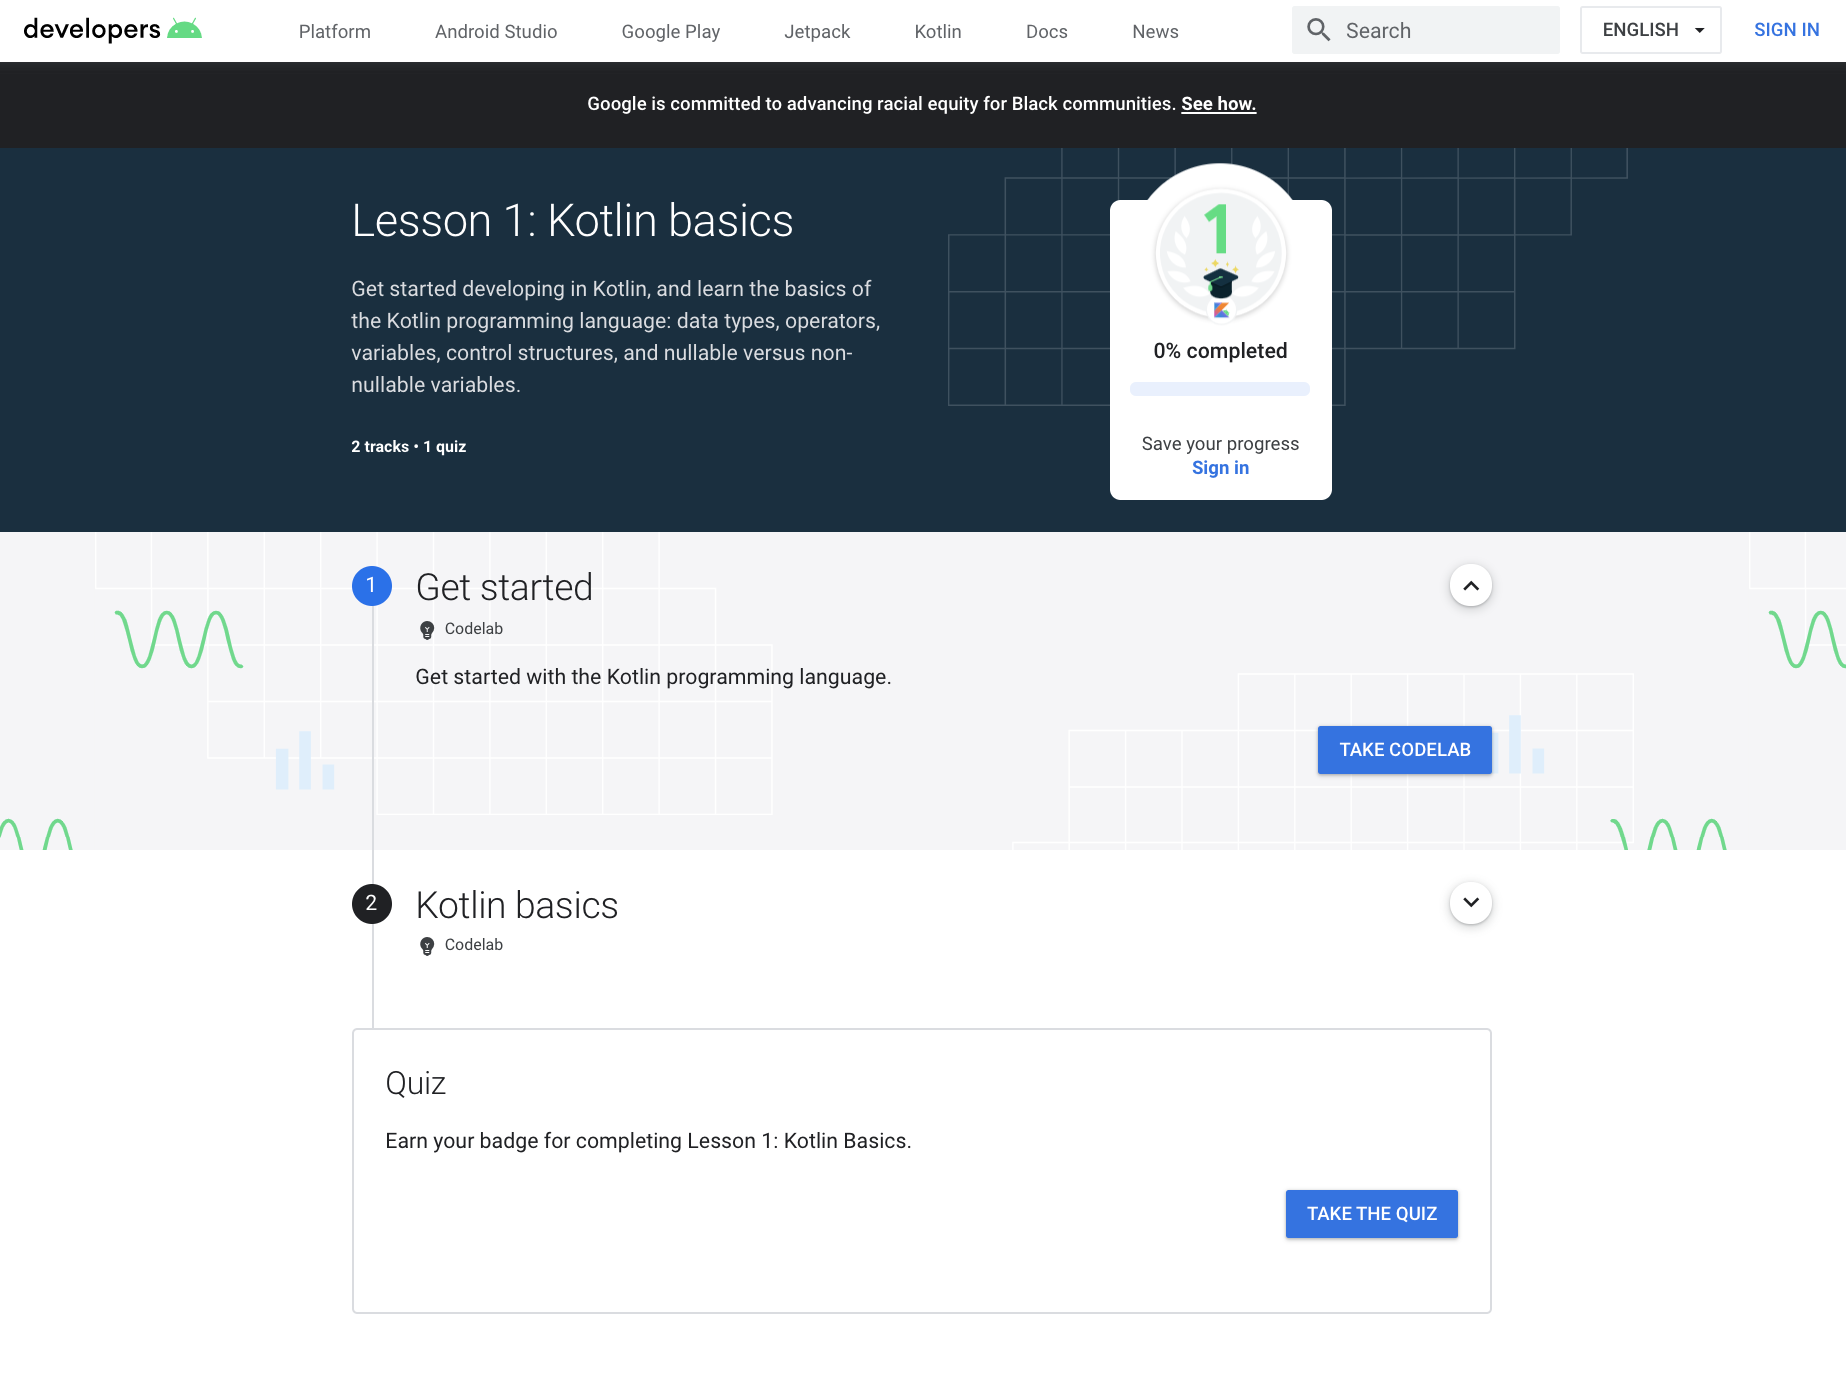 developers
Platform
Android Studio
Google Play
Jetpack
Kotlin
Docs
News
Search
ENGLISH
SIGN IN
Google is committed to advancing racial equity for Black communities. See how.
Lesson 1: Kotlin basics
Get started developing in Kotlin, and learn the basics of
the Kotlin programming language: data types, operators,
variables, control structures, and nullable versus non-
nullable variables.
2 tracks • 1 quiz
1
0% completed
Save your progress
Sign in
1
Get started
Codelab
Get started with the Kotlin programming language.
TAKE CODELAB
2
Kotlin basics
Codelab
Quiz
Earn your badge for completing Lesson 1: Kotlin Basics.
TAKE THE QUIZ